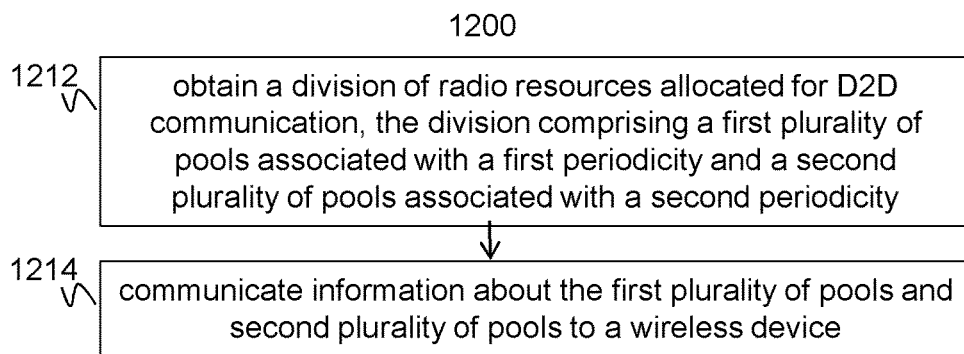 1200
1212
obtain a division of radio resources allocated for D2D
communication, the division comprising a first plurality of
pools associated with a first periodicity and a second
plurality of pools associated with a second periodicity
1214
communicate information about the first plurality of pools and
second plurality of pools to a wireless device